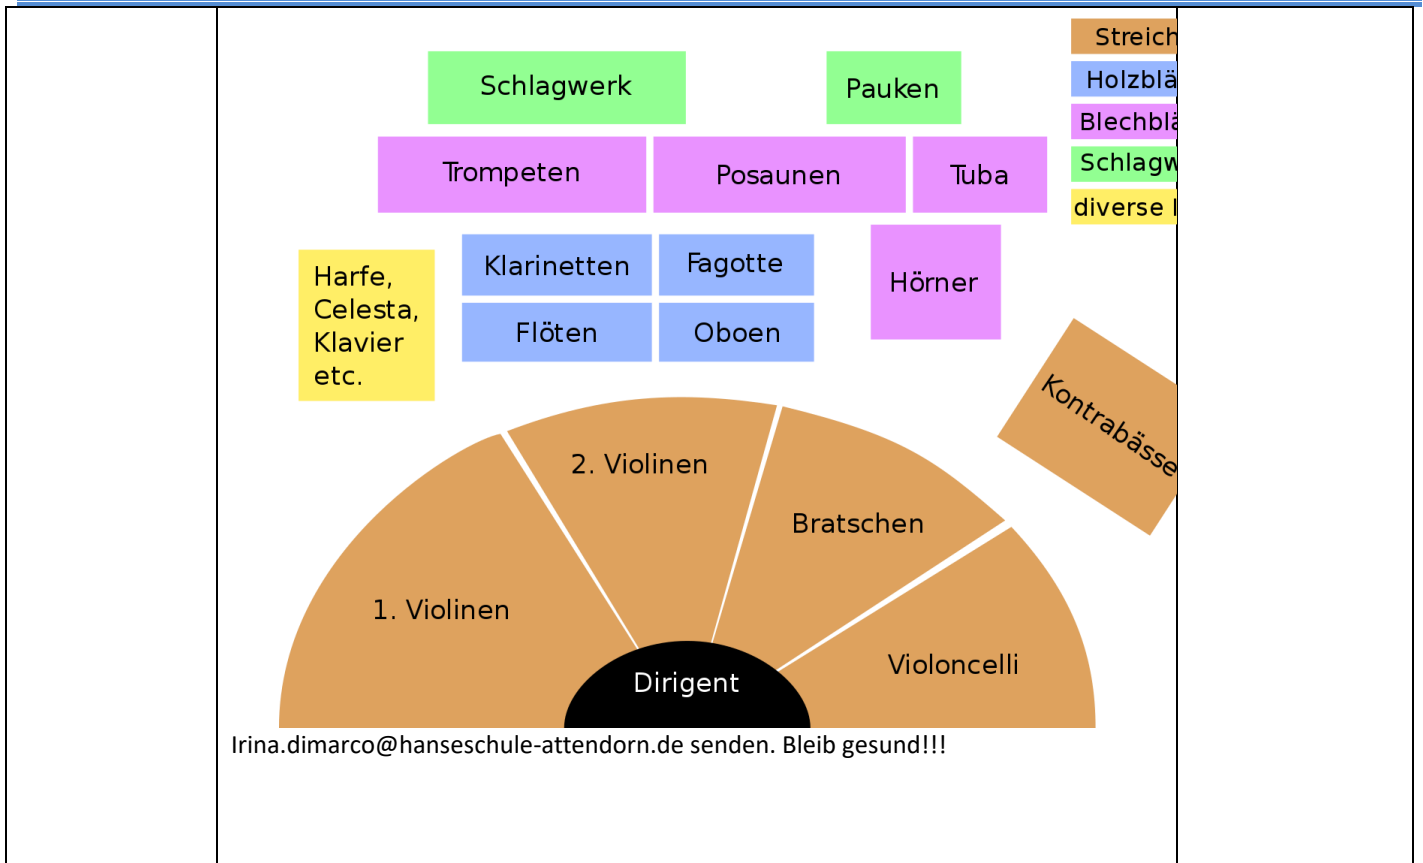 Streich
Schlagwerk
Pauken
Holzblä
Blechblä
Trompeten
Posaunen
Tuba
Schlagw
diverse I
Klarinetten
Fagotte
Hörner
Harfe,
Celesta,
Klavier
etc.
Flöten
Oboen
Kontrabässe
2. Violinen
Bratschen
1. Violinen
Violoncelli
Dirigent
Irina.dimarco@hanseschule-attendorn.de senden. Bleib gesund!!!